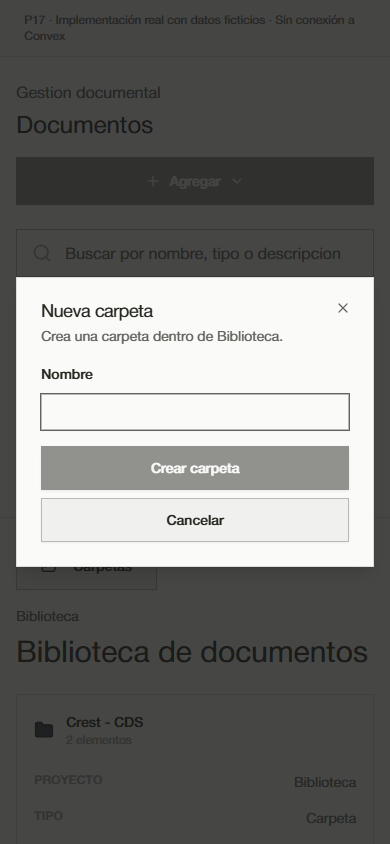 P17 · Implementación real con datos ficticios · Sin conexión a
Convex
Gestion documental
Documentos
Agregar
Buscar por nombre, tipo o descripcion
Nueva carpeta
Crea una carpeta dentro de Biblioteca.
Nombre
Crear carpeta
Cancelar
Carpetas
Biblioteca
Biblioteca de documentos
Crest - CDS
2 elementos
PROYECTO
Biblioteca
TIPO
Carpeta